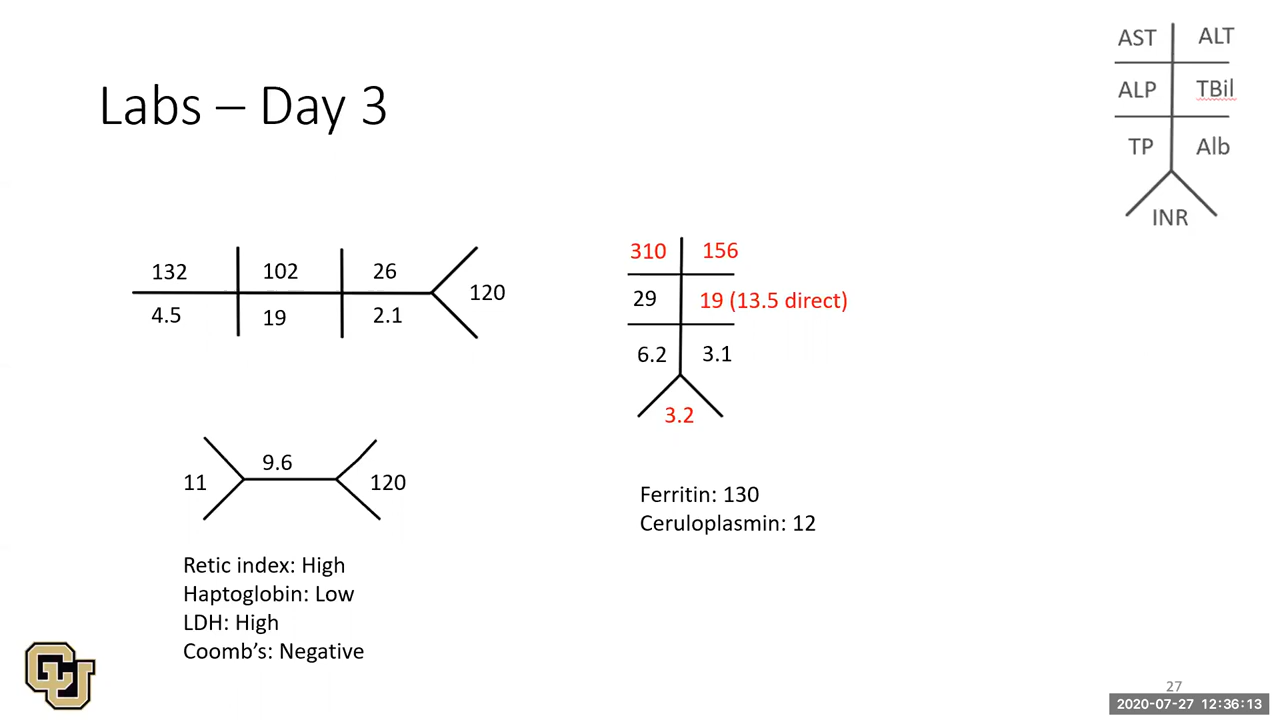 Labs – Day 3
AST ALT
ALP TBil
TP Alb
INR
132 102 26
120
4.5 19 2.1
310 156
29 19 (13.5 direct)
6.2 3.1
3.2
9.6
11 120
Ferritin: 130
Ceruloplasmin: 12
Retic index: High
Haptoglobin: Low
LDH: High
Coomb’s: Negative
CU
27
2020-07-27 12:36:13